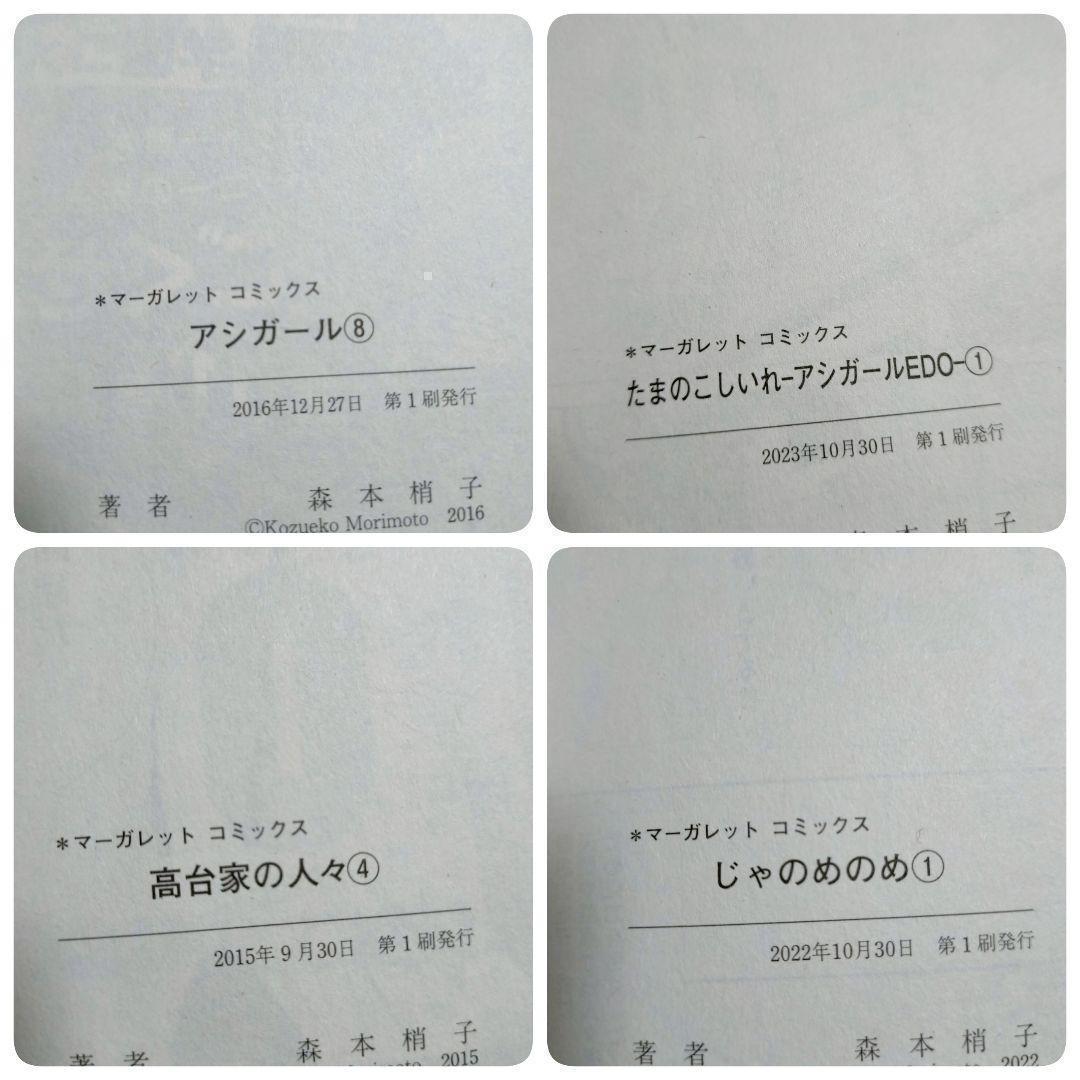 *マーガレット コミックス
アシガール⑧
2016年12月27日 第1刷発行
著 者 森 本 梢 子
©Kozueko Morimoto 2016
*マーガレット コミックス
たまのこしいれ-アシガールEDO-①
2023年10月30日 第1刷発行
本 梢 子
*マーガレット コミックス
高台家の人々④
2015年9月30日 第1刷発行
著 者 森 本 梢 子
2015
*マーガレット コミックス
じゃのめのめ①
2022年10月30日 第1刷発行
著 者 森 本 梢 子
2022